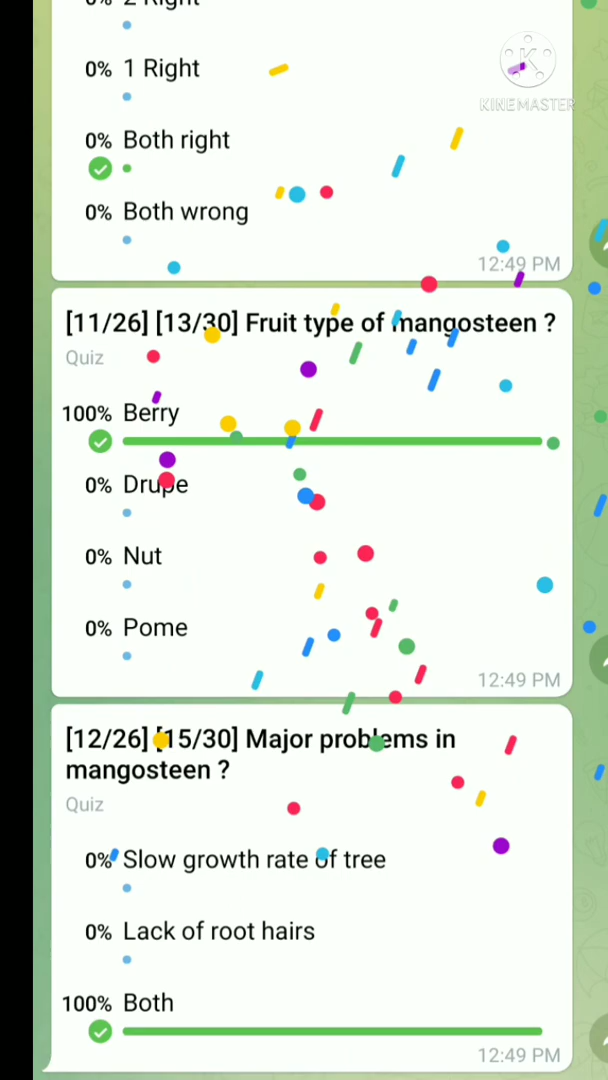 0% 2 Right
0% 1 Right
KINEMASTER
0% Both right
0% Both wrong
12:49 PM
[11/26] [13/30] Fruit type of mangosteen ?
Quiz
100% Berry
0% Drupe
0% Nut
0% Pome
12:49 PM
[12/26] [15/30] Major problems in
mangosteen ?
Quiz
0% Slow growth rate of tree
0% Lack of root hairs
100% Both
12:49 PM